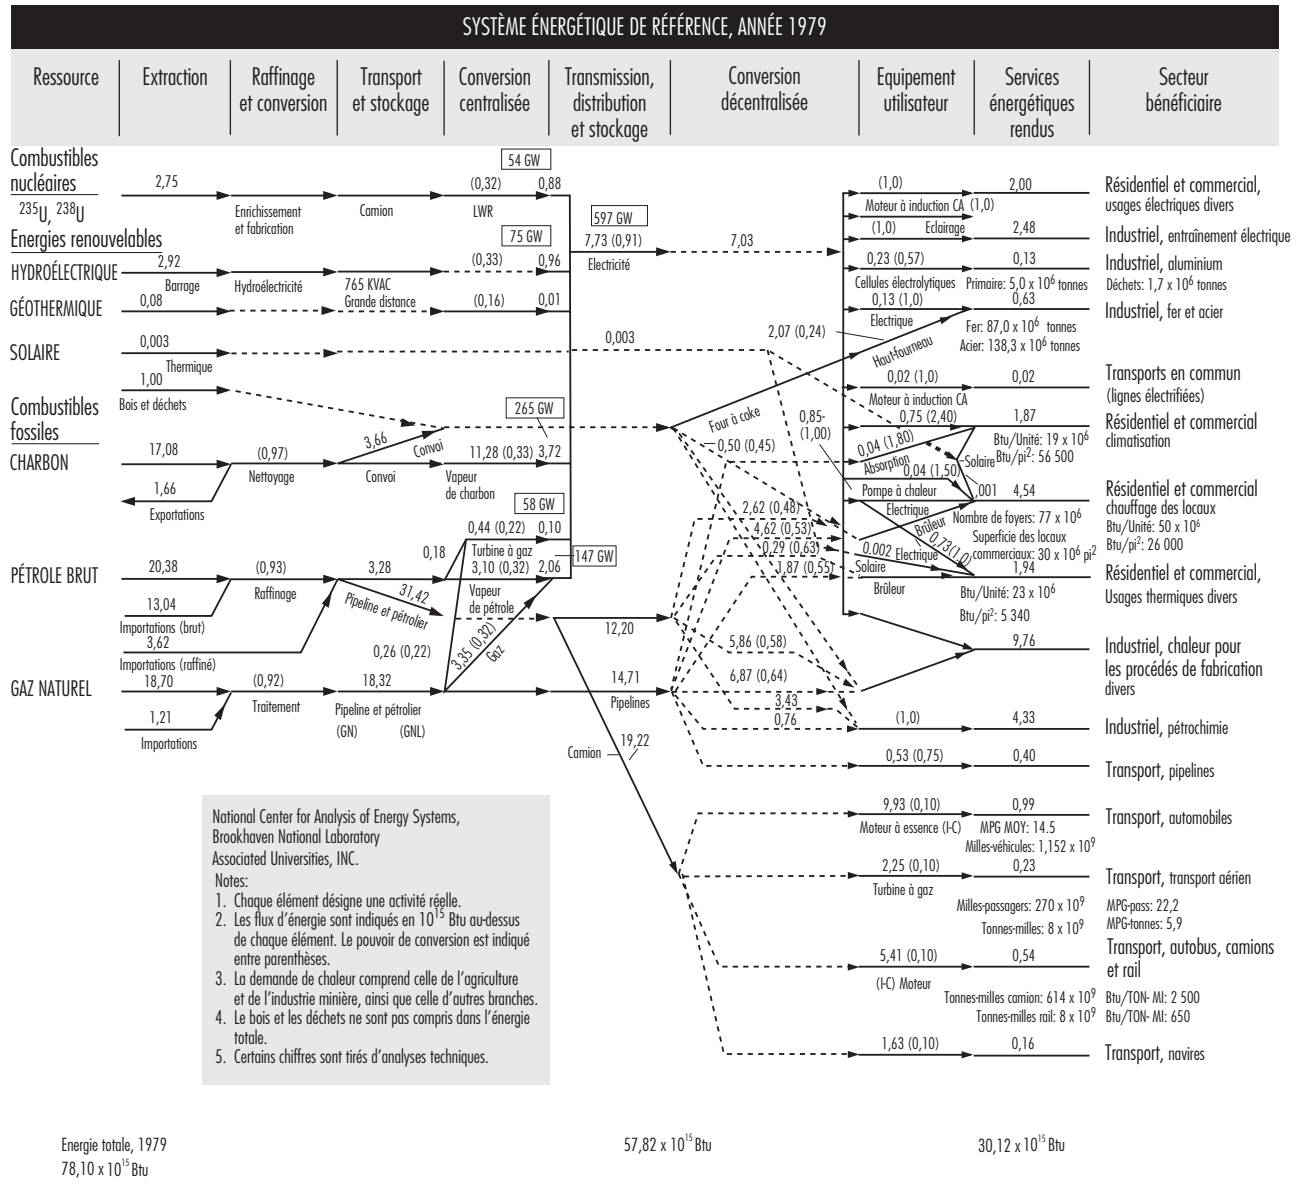 SYSTÈME ÉNERGÉTIQUE DE RÉFÉRENCE, ANNÉE 1979
Ressource
Extraction
Raffinage
et conversion
Transport
et stockage
Conversion
centralisée
Transmission,
distribution
et stockage
Conversion
décentralisée
Equipement
utilisateur
Services
énergétiques
rendus
Secteur
bénéficiaire
Combustibles
nucléaires
235U, 238U
2,75
Enrichissement
et fabrication
Camion
(0,32)
LWR
54 GW
0,88
Energies renouvelables
HYDROÉLECTRIQUE
2,92
Barrage
Hydroélectricité
765 KVAC
Grande distance
75 GW
(0,33)
0,96
GÉOTHERMIQUE
0,08
(0,16)
0,01
SOLAIRE
0,003
Thermique
0,003
1,00
Bois et déchets
597 GW
7,73 (0,91)
Electricité
7,03
Combustibles
fossiles
CHARBON
17,08
1,66
Exportations
(0,97)
Nettoyage
3,66
Convoi
Convoi
265 GW
11,28 (0,33) 3,72
Vapeur
de charbon
58 GW
0,44 (0,22) 0,10
Turbine à gaz
147 GW
3,10 (0,32) 2,06
Vapeur
de pétrole
0,18
PÉTROLE BRUT
20,38
13,04
Importations (brut)
3,62
Importations (raffiné)
(0,93)
Raffinage
3,28
31,42
Pipeline et pétrolier
0,26 (0,22)
3,35 (0,32)
Gaz
12,20
GAZ NATUREL
18,70
1,21
Importations
(0,92)
Traitement
18,32
Pipeline et pétrolier
(GN) (GNL)
14,71
Pipelines
Camion
19,22
Four à coke
2,07 (0,24)
0,85-
(1,00)
0,50 (0,45)
2,62 (0,48)
4,62 (0,53)
0,29 (0,63)
1,87 (0,55)
5,86 (0,58)
6,87 (0,64)
3,43
0,76
(1,0)
2,00
Résidentiel et commercial,
usages électriques divers
Moteur à induction CA (1,0)
(1,0)
Eclairage
2,48
Industriel, entraînement électrique
0,23 (0,57)
0,13
Industriel, aluminium
Cellules électrolytiques
Primaire: 5,0 x 10⁶ tonnes
Déchets: 1,7 x 10⁶ tonnes
0,13 (1,0)
0,63
Industriel, fer et acier
Electrique
Haut-fourneau
Fer: 87,0 x 10⁶ tonnes
Acier: 138,3 x 10⁶ tonnes
0,02 (1,0)
0,02
Transports en commun
(lignes électrifiées)
Moteur à induction CA
0,75 (2,40)
1,87
Résidentiel et commercial
climatisation
0,04 (1,80)
Absorption
Btu/Unité: 19 x 10⁶
Btu/pi²: 56 500
Solaire
0,04 (1,50)
,001
Pompe à chaleur
4,54
Résidentiel et commercial
chauffage des locaux
Btu/Unité: 50 x 10⁶
Btu/pi²: 26 000
Electrique
Brûleur
Nombre de foyers: 77 x 10⁶
Superficie des locaux
commerciaux: 30 x 10⁶ pi²
0,73(1,0)
0.002
Electrique
Solaire
1,94
Résidentiel et commercial,
Usages thermiques divers
Brûleur
Btu/Unité: 23 x 10⁶
Btu/pi²: 5 340
9,76
Industriel, chaleur pour
les procédés de fabrication
divers
(1,0)
4,33
Industriel, pétrochimie
0,53 (0,75)
0,40
Transport, pipelines
9,93 (0,10)
0,99
Transport, automobiles
Moteur à essence (I-C)
MPG MOY: 14.5
Milles-véhicules: 1,152 x 10⁹
2,25 (0,10)
0,23
Transport, transport aérien
Turbine à gaz
Milles-passagers: 270 x 10⁹
MPG-pass: 22,2
Tonnes-milles: 8 x 10⁹
MPG-tonnes: 5,9
5,41 (0,10)
0,54
Transport, autobus, camions
et rail
(I-C) Moteur
Tonnes-milles camion: 614 x 10⁹
Btu/TON- MI: 2 500
Tonnes-milles rail: 8 x 10⁹
Btu/TON- MI: 650
1,63 (0,10)
0,16
Transport, navires
National Center for Analysis of Energy Systems,
Brookhaven National Laboratory
Associated Universities, INC.
Notes:
1. Chaque élément désigne une activité réelle.
2. Les flux d'énergie sont indiqués en 10¹⁵ Btu au-dessus
de chaque élément. Le pouvoir de conversion est indiqué
entre parenthèses.
3. La demande de chaleur comprend celle de l'agriculture
et de l'industrie minière, ainsi que celle d'autres branches.
4. Le bois et les déchets ne sont pas compris dans l'énergie
totale.
5. Certains chiffres sont tirés d'analyses techniques.
Energie totale, 1979
78,10 x 10¹⁵ Btu
57,82 x 10¹⁵ Btu
30,12 x 10¹⁵ Btu